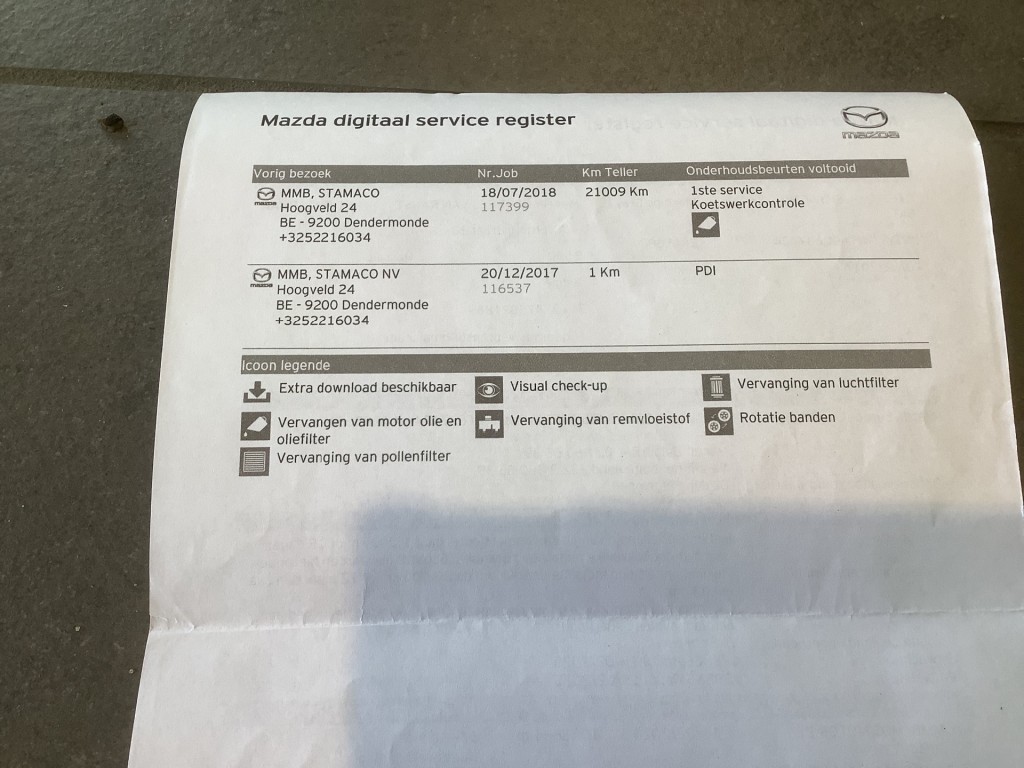 Mazda digitaal service register
mazda
Vorig bezoek Nr.Job Km Teller Onderhoudsbeurten voltooid
MMB, STAMACO 18/07/2018 21009 Km 1ste service
Hoogveld 24 117399 Koetswerkcontrole
BE - 9200 Dendermonde
+3252216034
MMB, STAMACO NV 20/12/2017 1 Km PDI
Hoogveld 24 116537
BE - 9200 Dendermonde
+3252216034
Icoon legende
Extra download beschikbaar Visual check-up Vervanging van luchtfilter
Vervangen van motor olie en Vervanging van remvloeistof Rotatie banden
oliefilter
Vervanging van pollenfilter